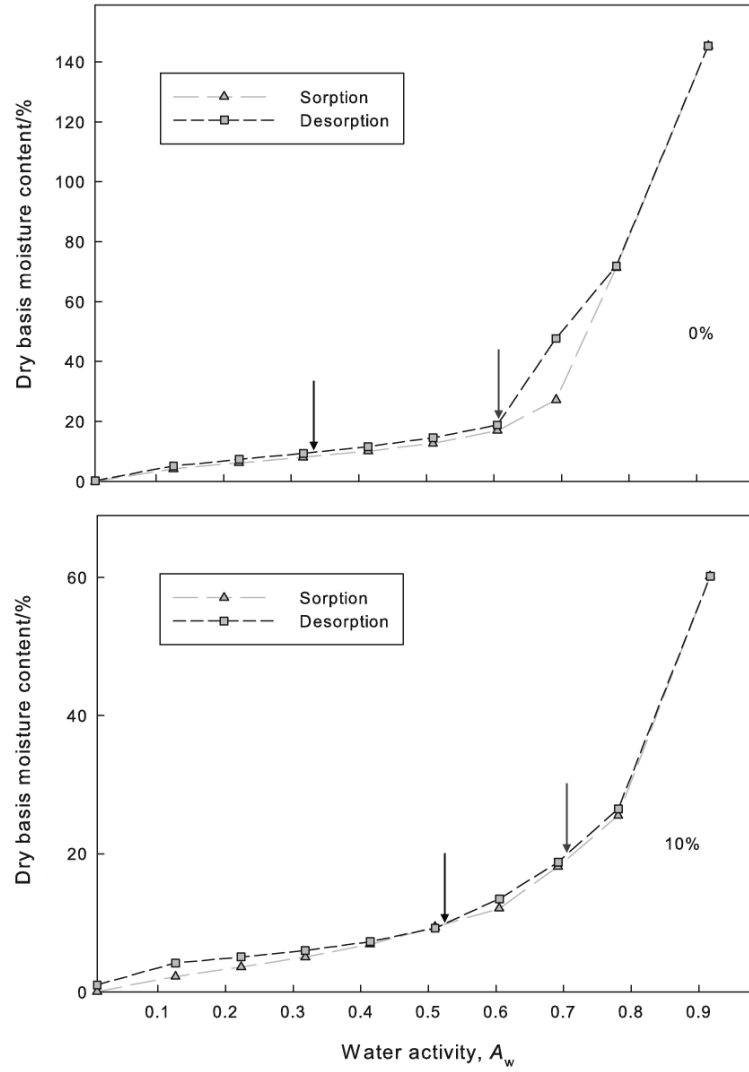 140
120
100
80
60
40
20
0
Dry basis moisture content/%
Sorption
Desorption
0%
60
40
20
0
Dry basis moisture content/%
Sorption
Desorption
10%
0.1 0.2 0.3 0.4 0.5 0.6 0.7 0.8 0.9
Water activity, Aw